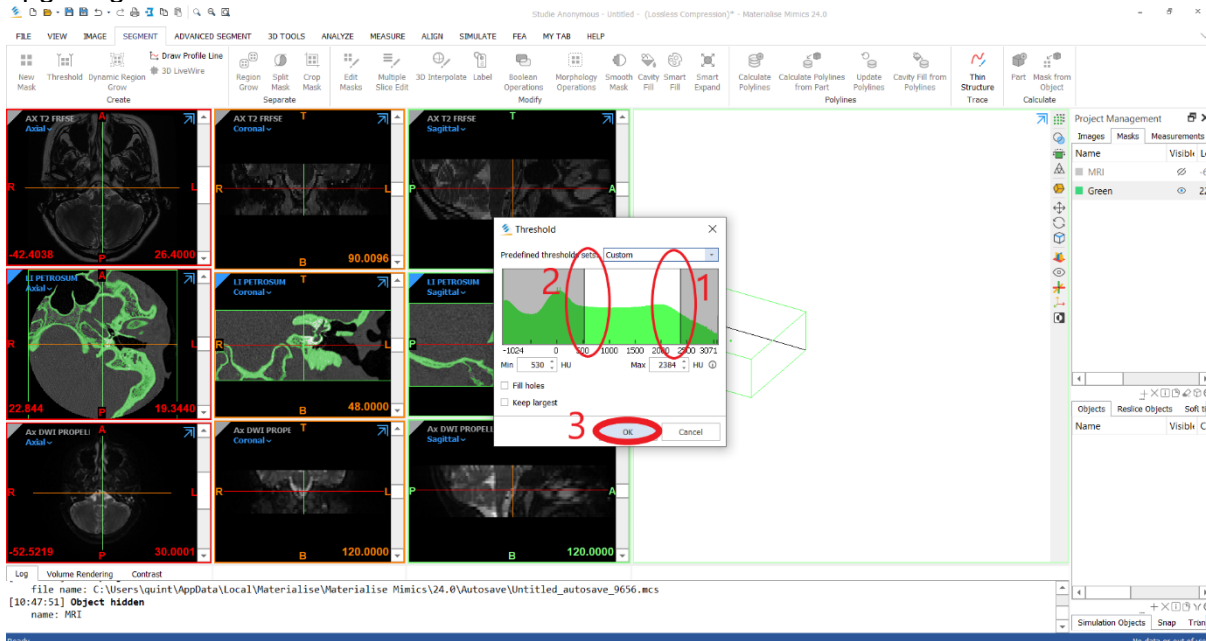 Studie-Anonymous - Untitled - (Lossless Compression)* - Materialise Mimics 24.0
FILE VIEW IMAGE SEGMENT ADVANCED SEGMENT 3D TOOLS ANALYZE MEASURE ALIGN SIMULATE FEA MY TAB HELP
New Mask
Threshold
Dynamic Region Grow
Draw Profile Line
3D LiveWire
Create
Region Grow
Split Mask
Crop Mask
Separate
Edit Masks
Multiple Slice Edit
3D Interpolate
Label
Boolean Operations
Morphology Operations
Smooth Mask
Cavity Fill
Smart Fill
Smart Expand
Modify
Calculate Polylines
Calculate Polylines from Part
Update Polylines
Cavity Fill from Polylines
Polylines
Thin Structure
Trace
Part
Mask from Object
Calculate
AX T2 FRFSE
Axial
A
R
L
-42.4038
P
26.4000
AX T2 FRFSE
Coronal
T
R
L
B
90.0096
AX T2 FRFSE
Sagittal
T
P
A
LI PETROSUM
Axial
R
22.844
P
19.3440
LI PETROSUM
Coronal
T
R
L
B
48.0000
LI PETROSUM
Sagittal
P
Ax DWI PROPELL
Axial
A
R
L
-52.5219
P
30.0001
Ax DWI PROPE
Coronal
T
R
L
B
120.0000
Ax DWI PROPELL
Sagittal
P
A
B
120.0000
Threshold
Predefined thresholds sets: Custom
2
1
-1024 0 500 1000 1500 2000 2500 3071
Min 530 HU
Max 2384 HU
Fill holes
Keep largest
3
OK
Cancel
Project Management
Images Masks Measurements
Name Visible
MRI
Green
Objects Reslice Objects
Name Visible
Log Volume Rendering Contrast
file name: C:\Users\quint\AppData\Local\Materialise\Materialise Mimics\24.0\Autosave\Untitled_autosave_9656.mcs
[10:47:51] Object hidden
name: MRI
Simulation Objects Snap
Ready